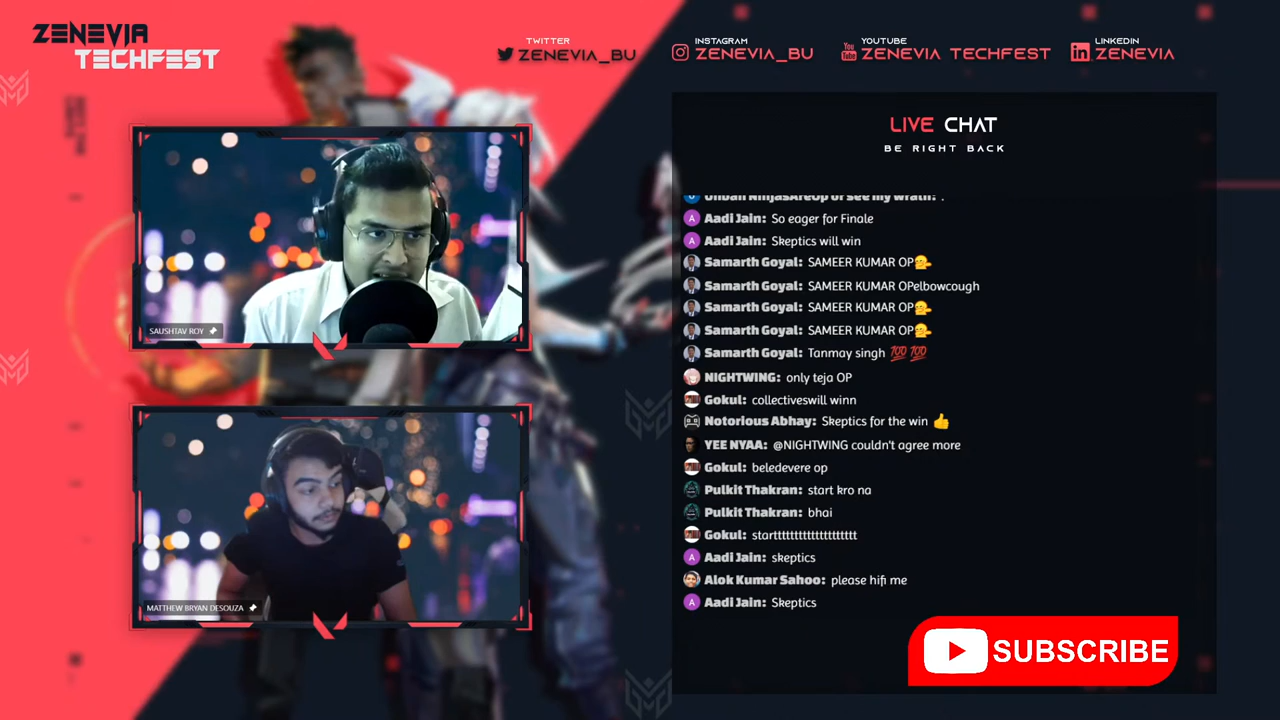 ZENEVIA
TECHFEST
TWITTER
ZENEVIA_BU
INSTAGRAM
ZENEVIA_BU
YOUTUBE
ZENEVIA TECHFEST
LINKEDIN
ZENEVIA
You
Tube
in
LIVE CHAT
BE RIGHT BACK
Aadi Jain: So eager for Finale
Aadi Jain: Skeptics will win
Samarth Goyal: SAMEER KUMAR OP🫡
Samarth Goyal: SAMEER KUMAR OPelbowcough
Samarth Goyal: SAMEER KUMAR OP🫡
Samarth Goyal: SAMEER KUMAR OP🫡
Samarth Goyal: Tanmay singh 💯 💯
NIGHTWING: only teja OP
Gokul: collectiveswill winn
Notorious Abhay: Skeptics for the win 👍
YEE NYAA: @NIGHTWING couldn't agree more
Gokul: beledevere op
Pulkit Thakran: start kro na
Pulkit Thakran: bhai
Gokul: starttttttttttttttttttttt
Aadi Jain: skeptics
Alok Kumar Sahoo: please hifi me
Aadi Jain: Skeptics
SAUSHTAV ROY
MATTHEW BRYAN DESOUZA
SUBSCRIBE